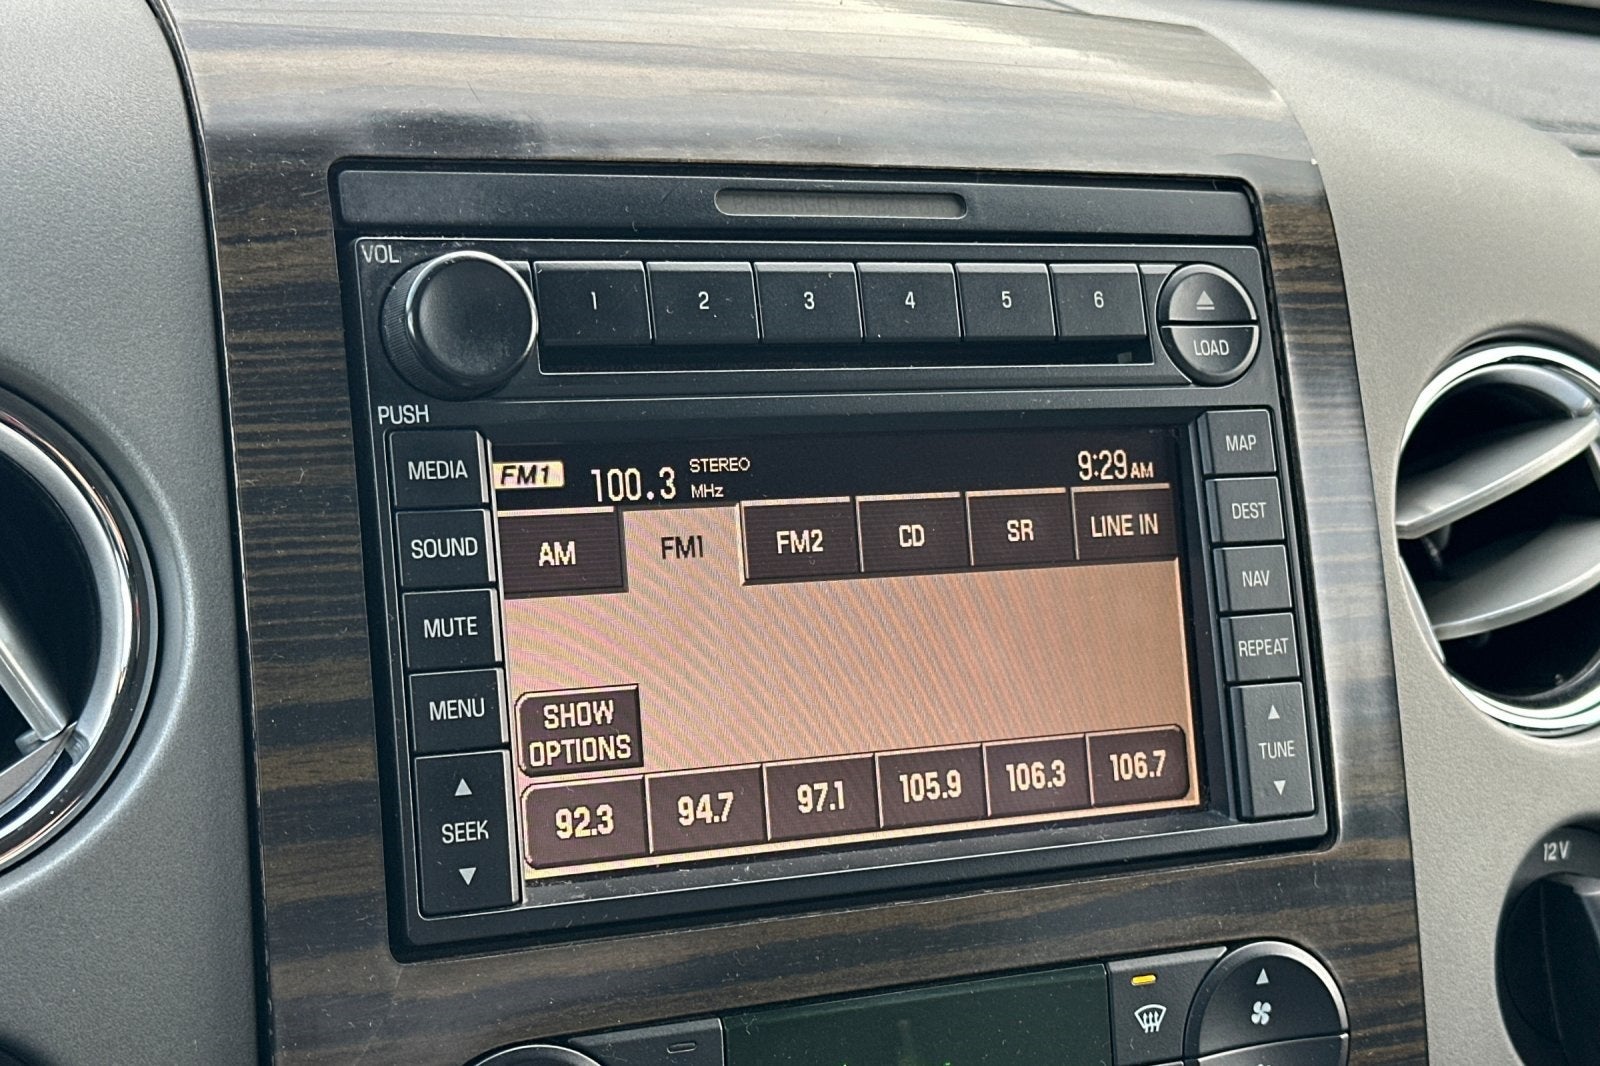 VOL
1 2 3 4 5 6
LOAD
PUSH
MEDIA
SOUND
MUTE
MENU
SEEK
FM1 100.3 STEREO
MHz
9:29AM
AM FM1 FM2 CD SR LINE IN
SHOW
OPTIONS
92.3 94.7 97.1 105.9 106.3 106.7
MAP
DEST
NAV
REPEAT
TUNE
12V